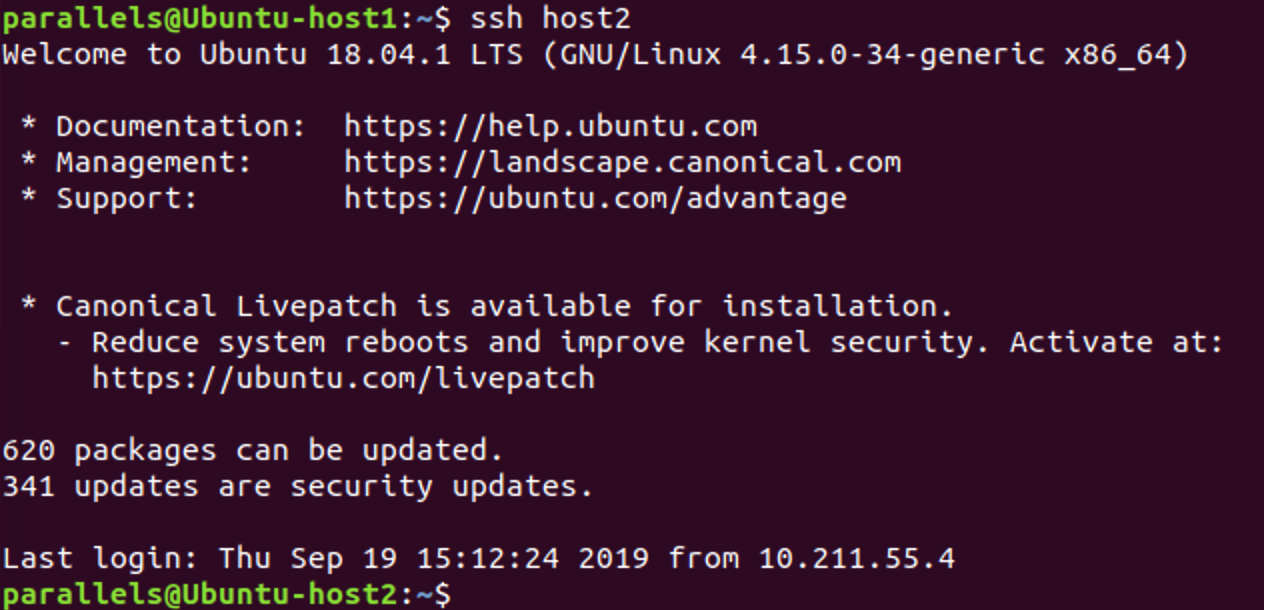 parallels@Ubuntu-host1:~$ ssh host2
Welcome to Ubuntu 18.04.1 LTS (GNU/Linux 4.15.0-34-generic x86_64)
* Documentation:  https://help.ubuntu.com
* Management:     https://landscape.canonical.com
* Support:        https://ubuntu.com/advantage
* Canonical Livepatch is available for installation.
- Reduce system reboots and improve kernel security. Activate at:
https://ubuntu.com/livepatch
620 packages can be updated.
341 updates are security updates.
Last login: Thu Sep 19 15:12:24 2019 from 10.211.55.4
parallels@Ubuntu-host2:~$